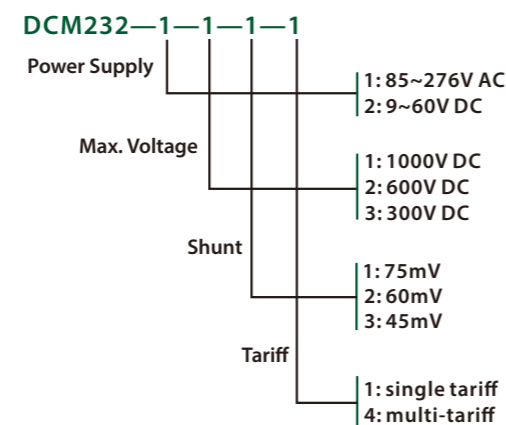 DCM232—1—1—1—1
Power Supply
1: 85~276V AC
2: 9~60V DC
Max. Voltage
1: 1000V DC
2: 600V DC
3: 300V DC
Shunt
1: 75mV
2: 60mV
3: 45mV
Tariff
1: single tariff
4: multi-tariff